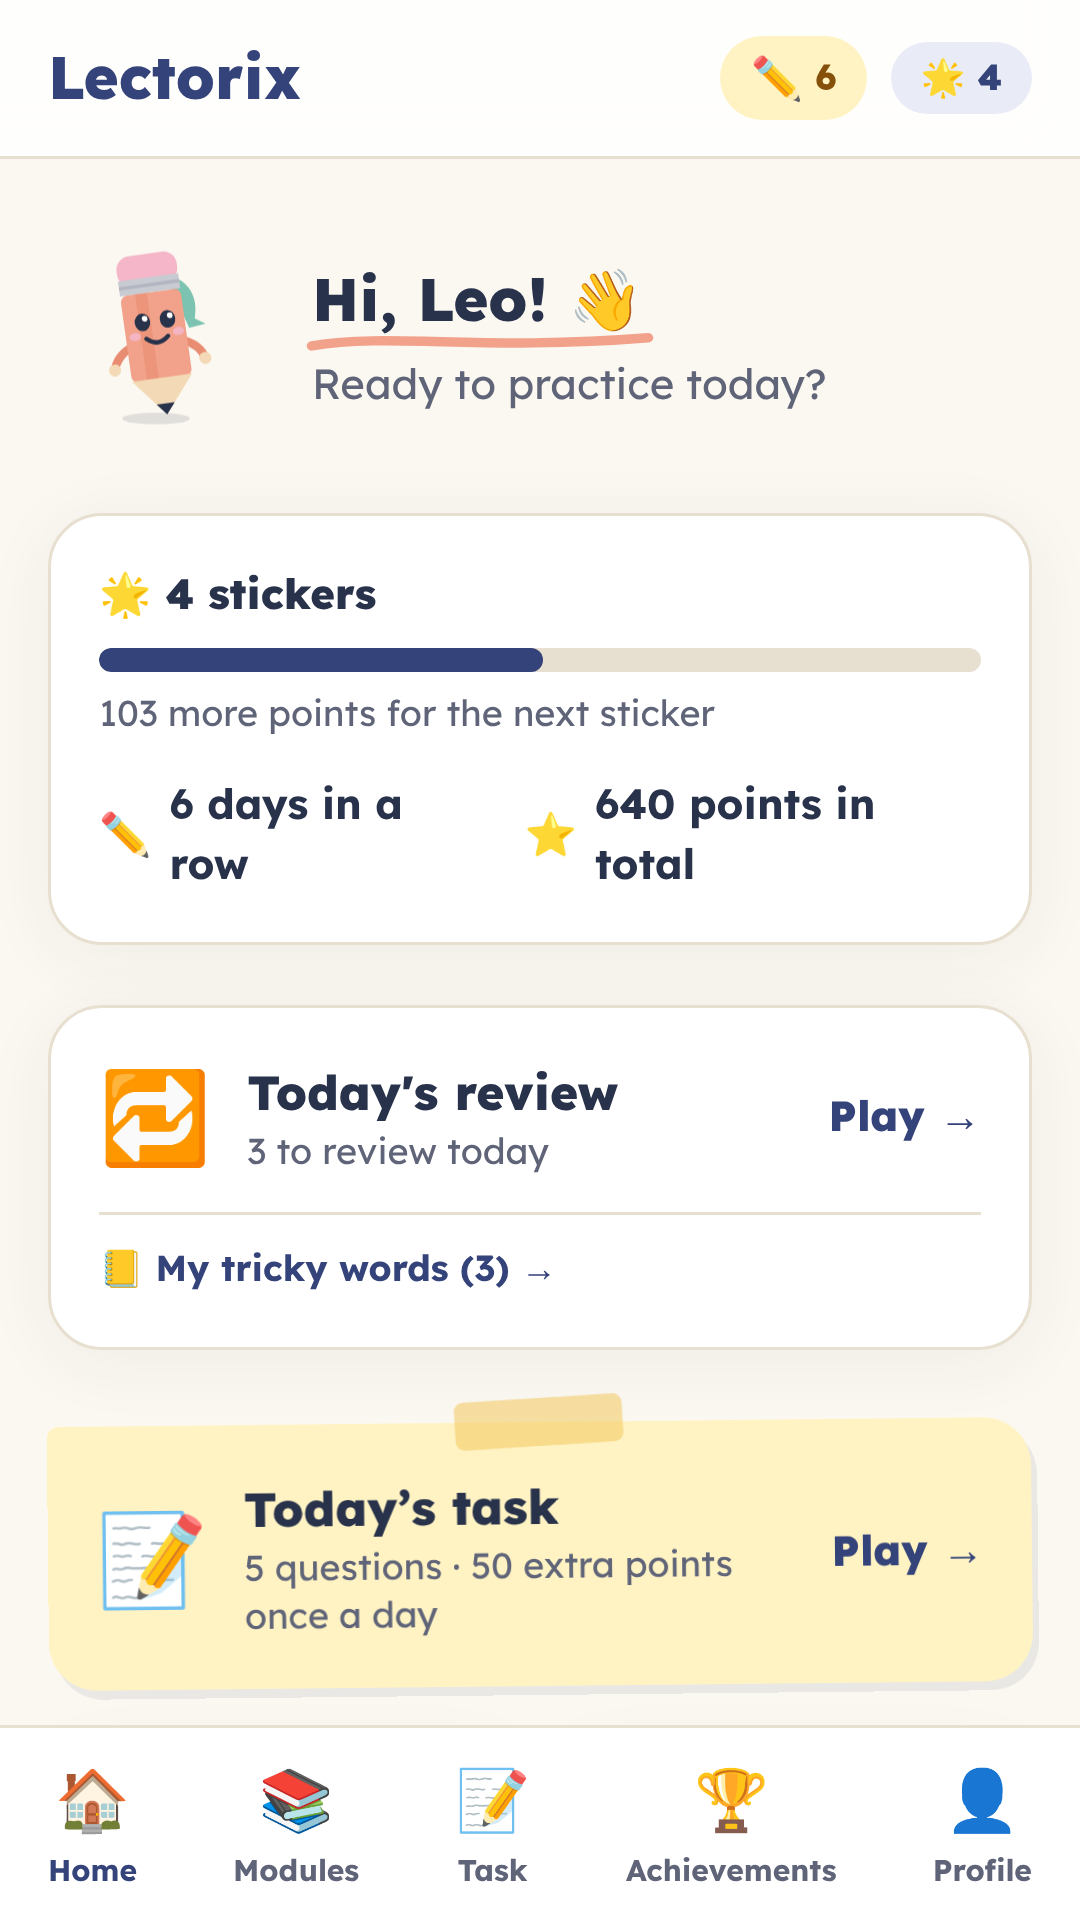 Lectorix
6
4
Hi, Leo!
Ready to practice today?
4 stickers
103 more points for the next sticker
6 days in a
row
640 points in
total
Today's review
3 to review today
Play →
My tricky words (3) →
Today’s task
5 questions · 50 extra points
once a day
Play →
Home
Modules
Task
Achievements
Profile